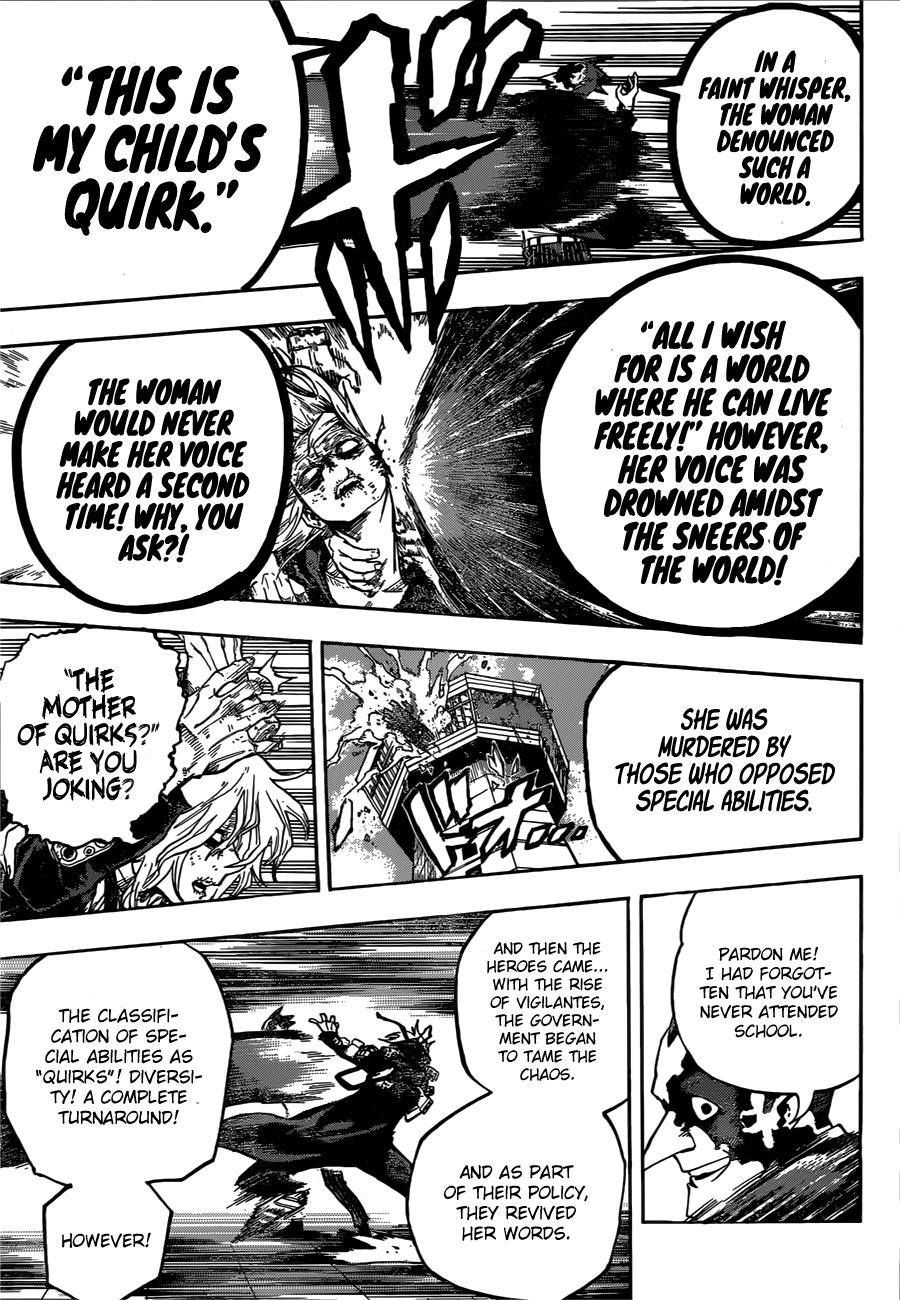 IN A
FAINT WHISPER,
THE WOMAN
DENOUNCED
SUCH A
WORLD.
“THIS IS
MY CHILD’S
QUIRK.”
“ALL I WISH
FOR IS A WORLD
WHERE HE CAN LIVE
FREELY!” HOWEVER,
HER VOICE WAS
DROWNED AMIDST
THE SNEERS OF
THE WORLD!
THE WOMAN
WOULD NEVER
MAKE HER VOICE
HEARD A SECOND
TIME! WHY, YOU
ASK?!
SHE WAS
MURDERED BY
THOSE WHO OPPOSED
SPECIAL ABILITIES.
“THE
MOTHER
OF QUIRKS?”
ARE YOU
JOKING?
PARDON ME!
I HAD FORGOT-
TEN THAT YOU’VE
NEVER ATTENDED
SCHOOL.
AND THEN THE
HEROES CAME...
WITH THE RISE
OF VIGILANTES,
THE GOVERN-
MENT BEGAN
TO TAME THE
CHAOS.
AND AS PART
OF THEIR POLICY,
THEY REVIVED
HER WORDS.
THE CLASSIFI-
CATION OF SPE-
CIAL ABILITIES AS
“QUIRKS”! DIVERSI-
TY! A COMPLETE
TURNAROUND!
HOWEVER!